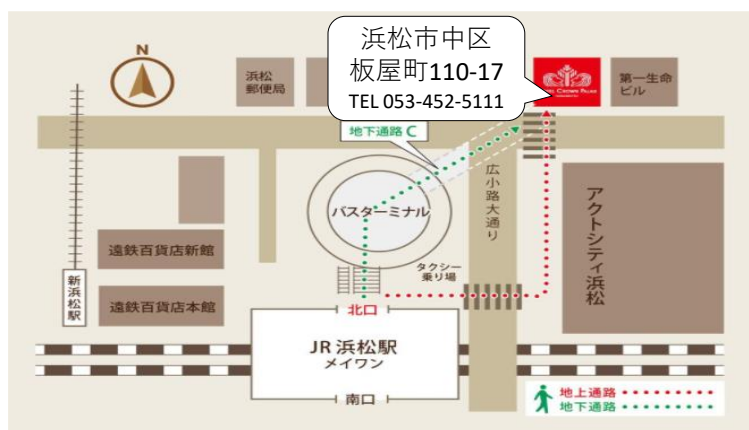 N
浜松
郵便局
浜松市中区
板屋町110-17
TEL 053-452-5111
CROWN PALAIS
第一生命
ビル
地下通路 C
バスターミナル
広小路大通り
アクトシティ浜松
遠鉄百貨店新館
タクシー
乗り場
新浜松駅
遠鉄百貨店本館
北口
JR 浜松駅
メイワン
南口
地上通路
地下通路